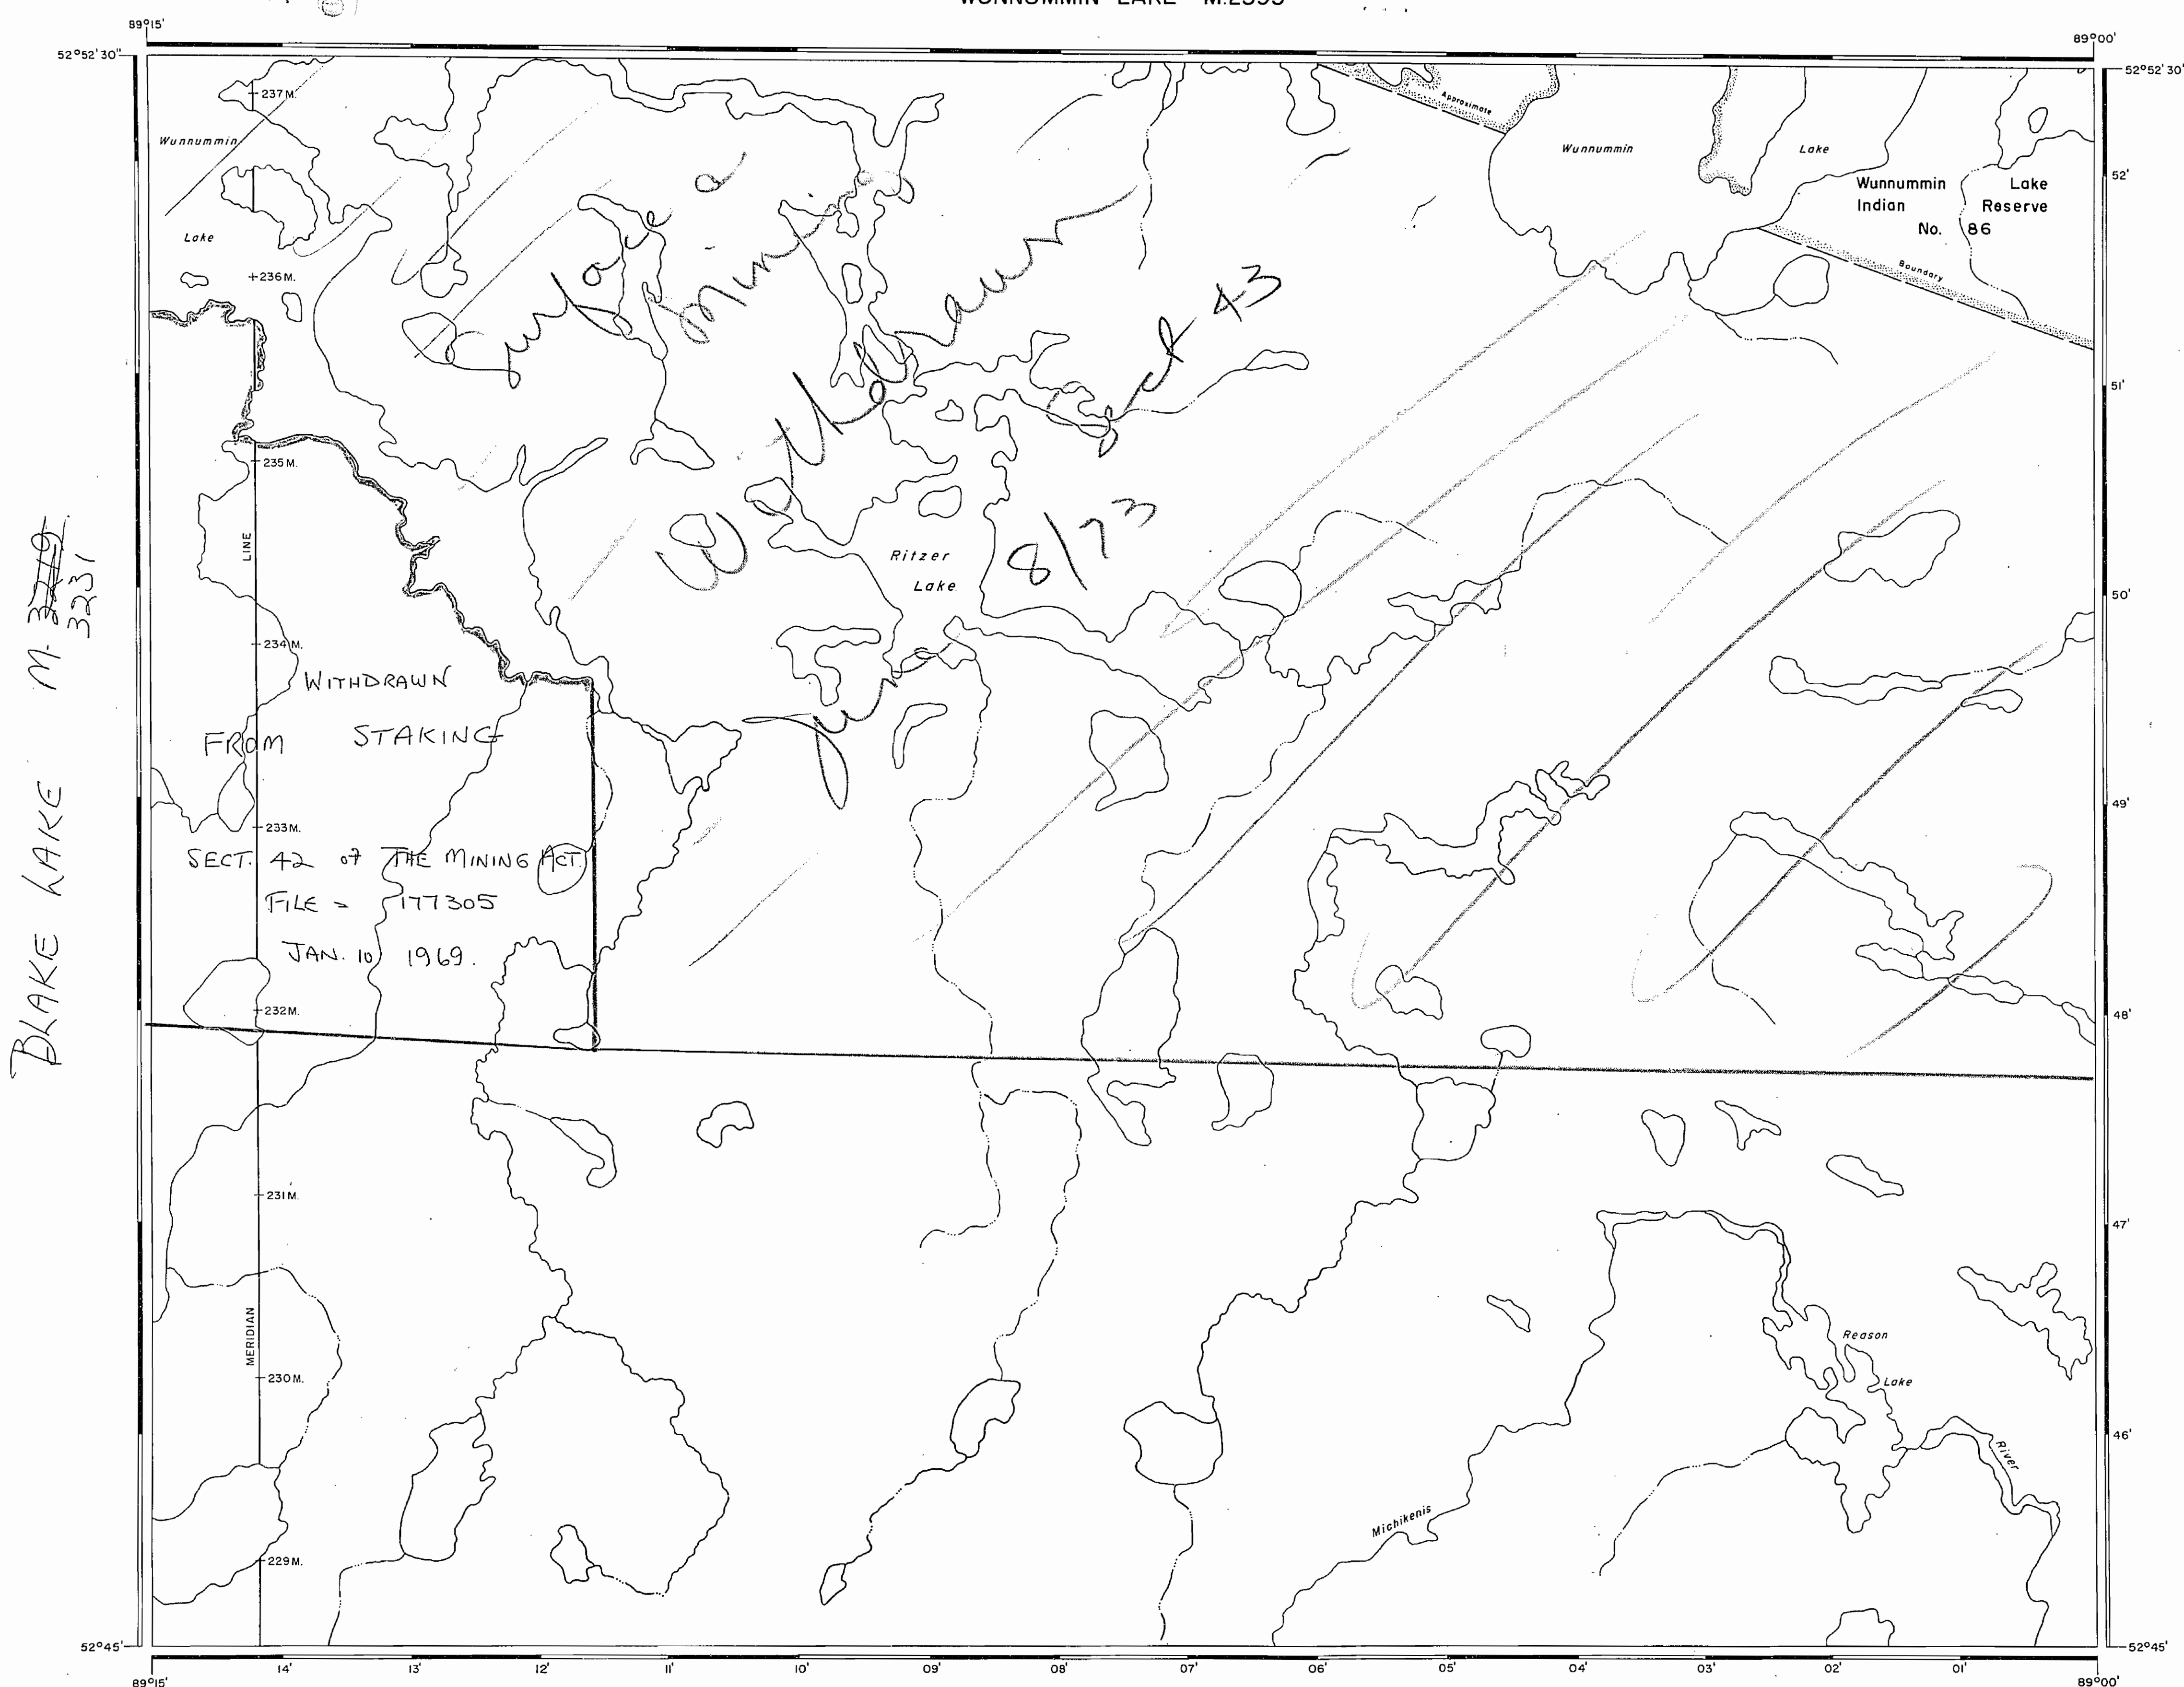 WUNNUMMIN LAKE M.2395
89°15'
89°00'
52°52'30"
52°52'30"
237M.
Wunnummin
Lake
236M.
Approximate
Wunnummin
Lake
Wunnummin Lake
Indian Reserve
No. 86
Boundary
52'
51'
50'
49'
48'
47'
46'
Surface &
Mining
Withdrawn
Sect 43
8/73
235M.
LINE
Ritzer
Lake
234M.
WITHDRAWN
FROM STAKING
233M.
SECT. 42 of THE MINING ACT.
FILE = 177305
JAN. 10 1969.
232M.
231M.
MERIDIAN
230M.
229M.
Reason
Lake
River
Michikenis
BLAKE LAKE M-
3231
52°45'
52°45'
14'
13'
12'
11'
10'
09'
08'
07'
06'
05'
04'
03'
02'
01'
89°15'
89°00'